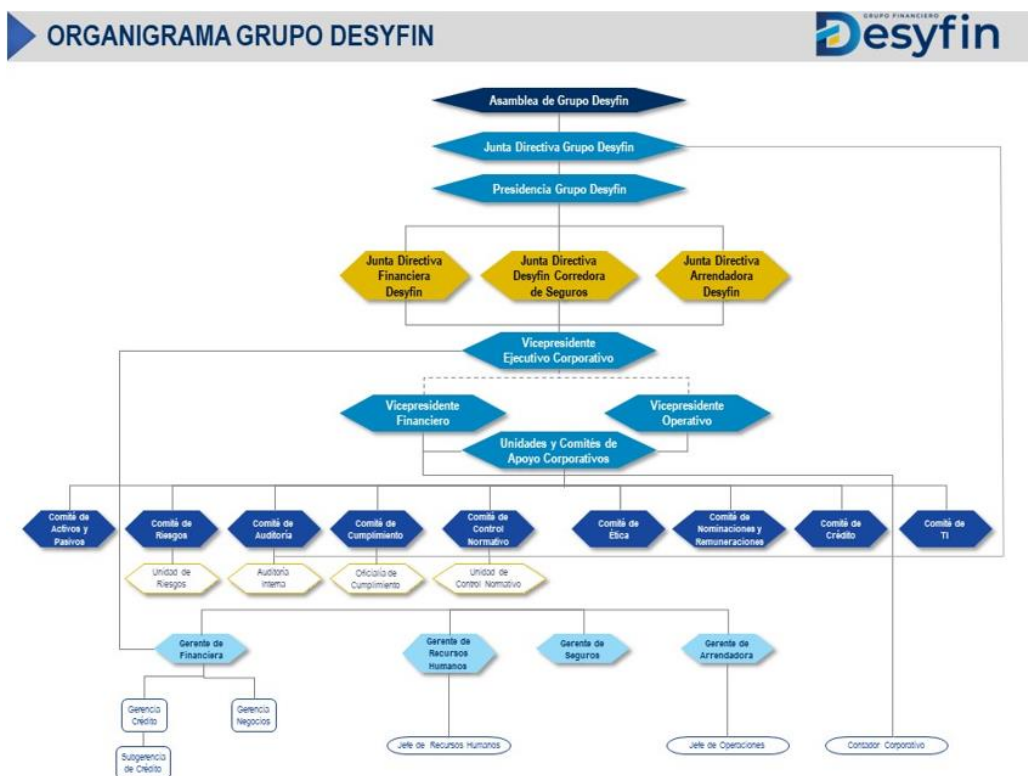 ORGANIGRAMA GRUPO DESYFIN
GRUPO FINANCIERO
Desyfin
Asamblea de Grupo Desyfin
Junta Directiva Grupo Desyfin
Presidencia Grupo Desyfin
Junta Directiva
Financiera
Desyfin
Junta Directiva
Desyfin Corredora
de Seguros
Junta Directiva
Arrendadora
Desyfin
Vicepresidente
Ejecutivo Corporativo
Vicepresidente
Financiero
Vicepresidente
Operativo
Unidades y Comités de
Apoyo Corporativos
Comité de
Activos y
Pasivos
Comité de
Riesgos
Comité de
Auditoría
Comité de
Cumplimiento
Comité de
Control
Normativo
Comité de
Ética
Comité de
Nominaciones y
Remuneraciones
Comité de
Crédito
Comité de
TI
Unidad de
Riesgos
Auditoría
Interna
Oficialía de
Cumplimiento
Unidad de
Control Normativo
Gerente de
Financiera
Gerente de
Recursos
Humanos
Gerente de
Seguros
Gerente de
Arrendadora
Gerencia
Crédito
Gerencia
Negocios
Subgerencia
de Crédito
Jefe de Recursos Humanos
Jefe de Operaciones
Contador Corporativo